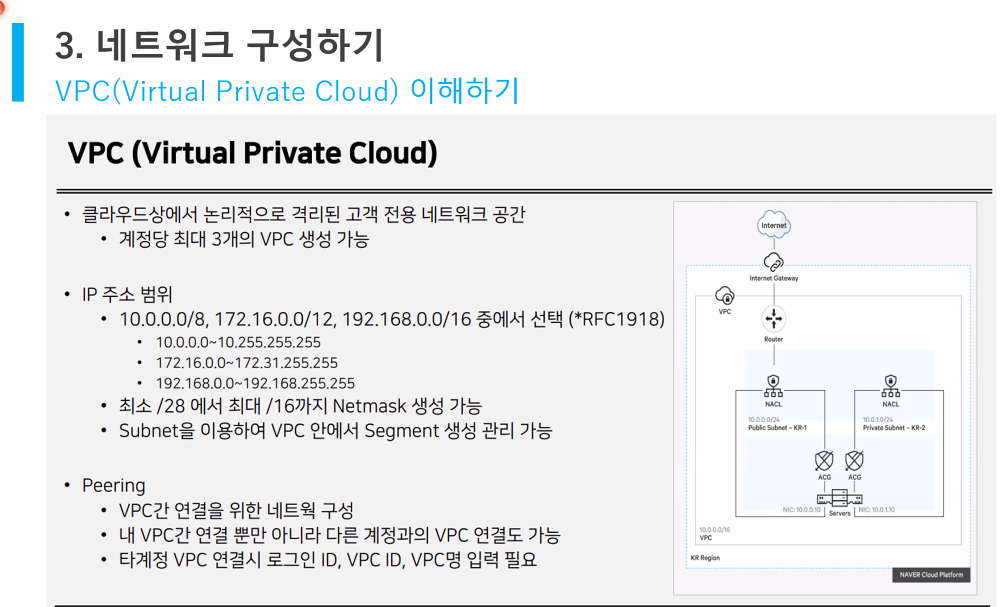 3. 네트워크 구성하기
VPC(Virtual Private Cloud) 이해하기
VPC (Virtual Private Cloud)
• 클라우드상에서 논리적으로 격리된 고객 전용 네트워크 공간
• 계정당 최대 3개의 VPC 생성 가능
• IP 주소 범위
• 10.0.0.0/8, 172.16.0.0/12, 192.168.0.0/16 중에서 선택 (*RFC1918)
• 10.0.0.0~10.255.255.255
• 172.16.0.0~172.31.255.255
• 192.168.0.0~192.168.255.255
• 최소 /28 에서 최대 /16까지 Netmask 생성 가능
• Subnet을 이용하여 VPC 안에서 Segment 생성 관리 가능
• Peering
• VPC간 연결을 위한 네트웍 구성
• 내 VPC간 연결 뿐만 아니라 다른 계정과의 VPC 연결도 가능
• 타계정 VPC 연결시 로그인 ID, VPC ID, VPC명 입력 필요
Internet
Internet Gateway
VPC
Router
NACL
NACL
10.0.0.0/24
Public Subnet – KR-1
10.0.1.0/24
Private Subnet – KR-2
ACG
ACG
NIC: 10.0.0.10
Servers
NIC: 10.0.1.10
10.0.0.0/16
VPC
KR Region
NAVER Cloud Platform